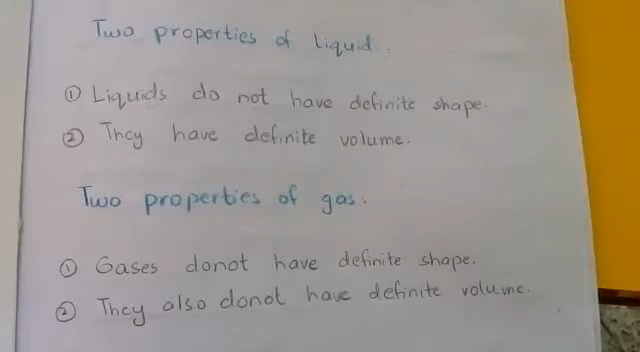 Two properties of liquid :
① Liquids do not have definite shape.
② They have definite volume.
Two properties of gas :
① Gases donot have definite shape.
② They also donot have definite volume.